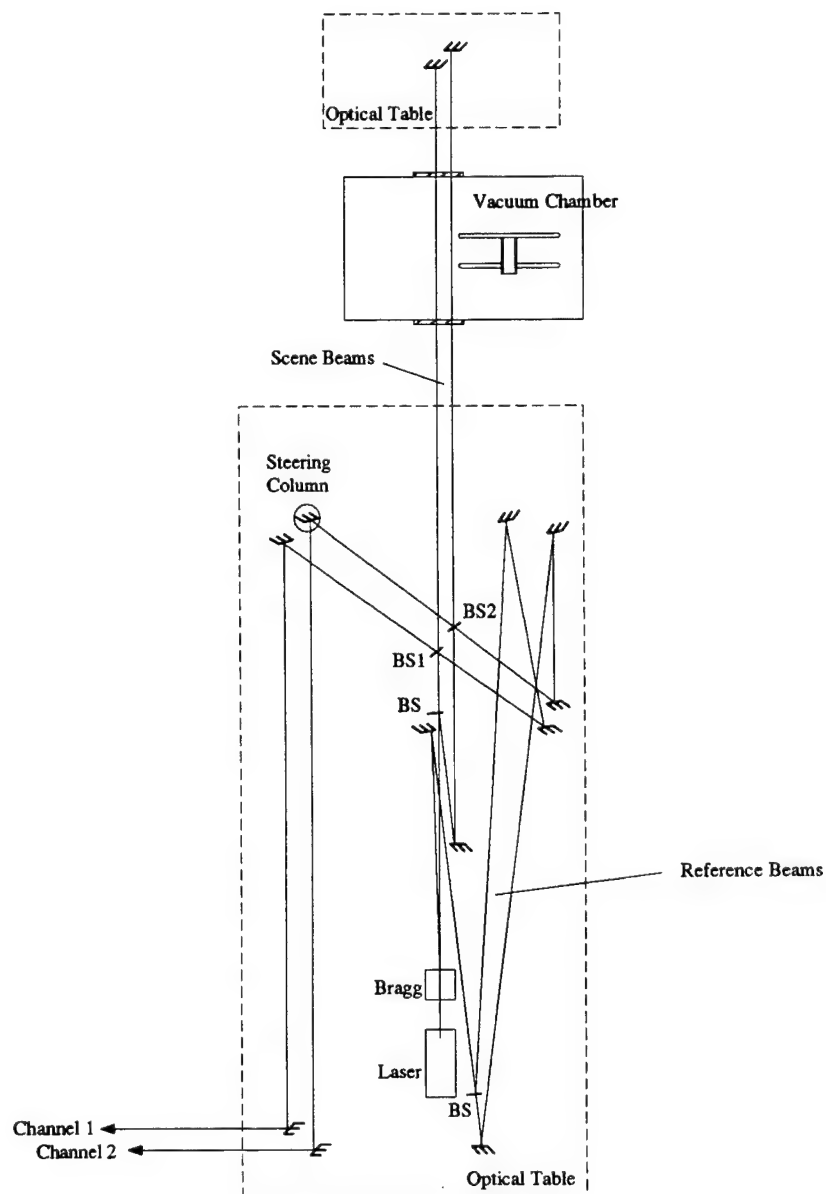 Optical Table
Vacuum Chamber
Scene Beams
Steering
Column
BS2
BS1
BS
Reference Beams
Bragg
Laser
BS
Channel 1
Channel 2
Optical Table